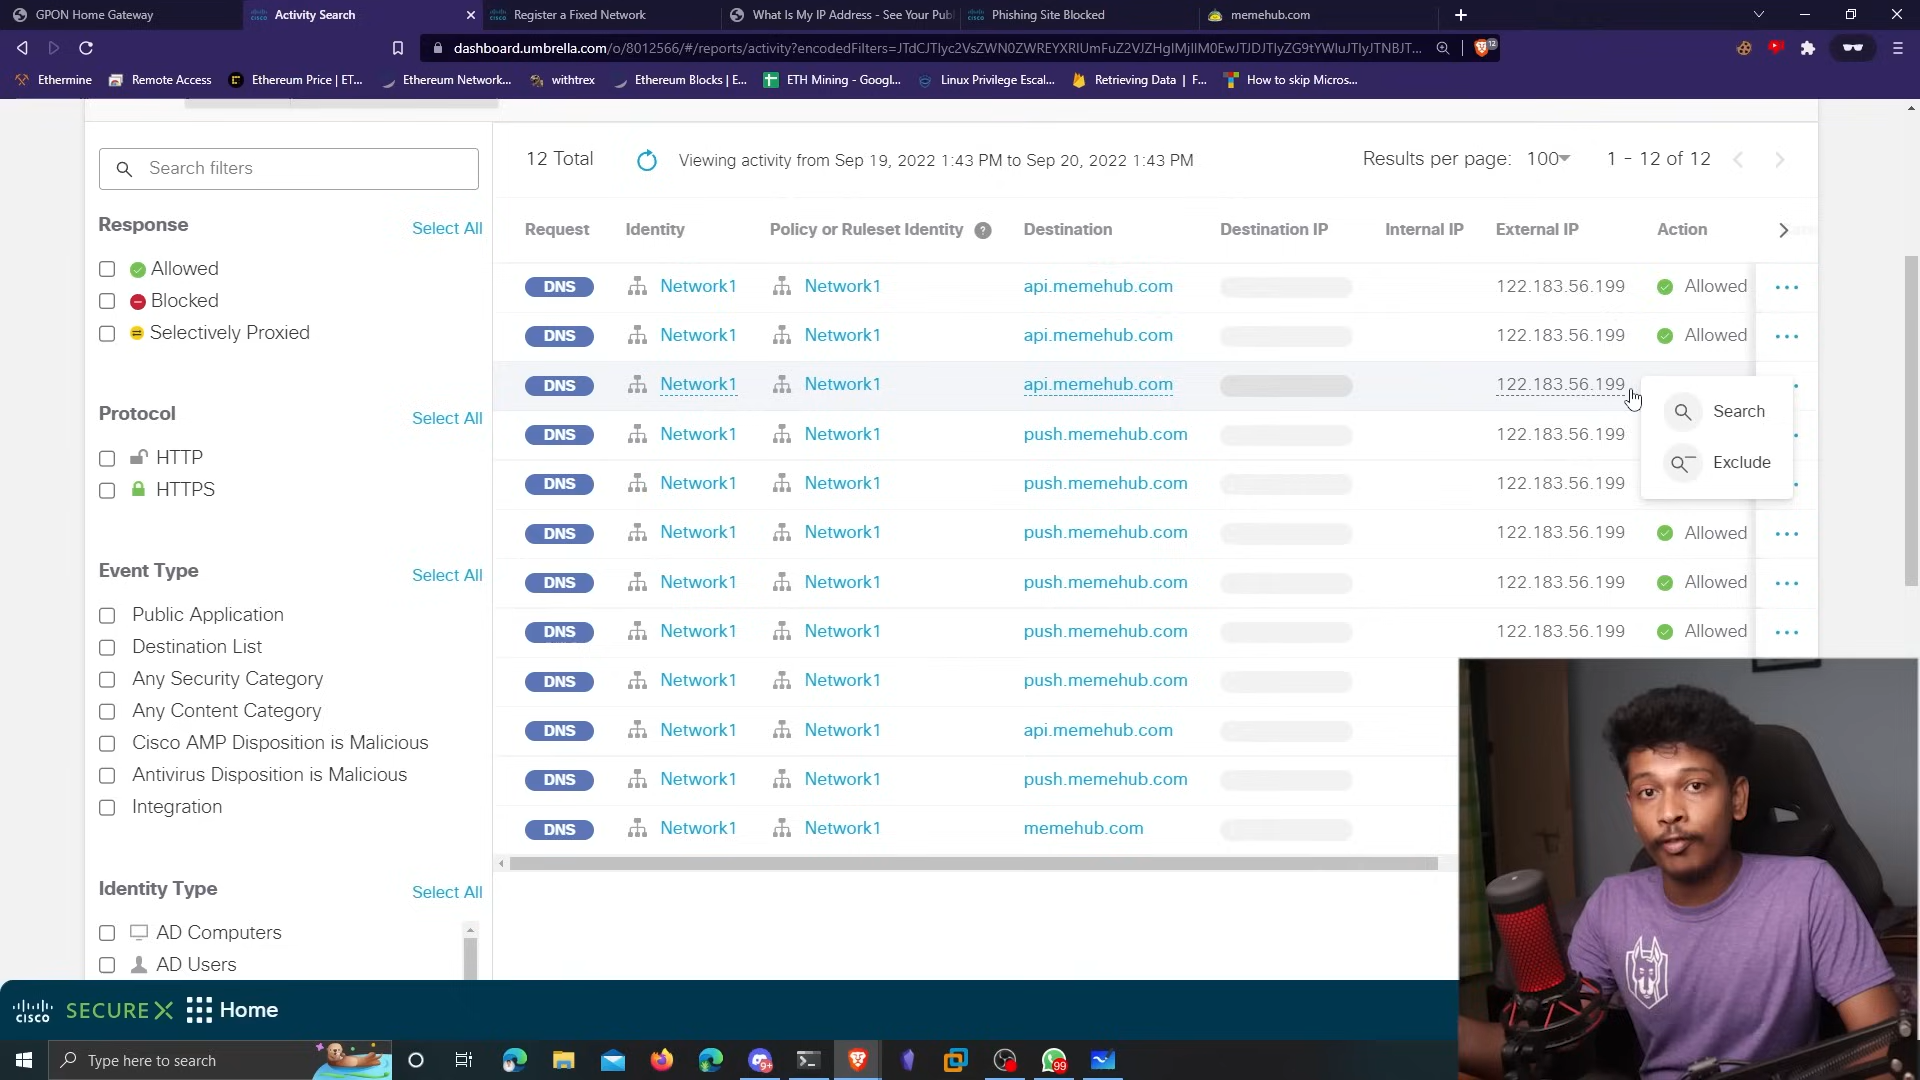 GPON Home Gateway
Activity Search
Register a Fixed Network
What Is My IP Address - See Your Publ
Phishing Site Blocked
memehub.com
Ethermine
Remote Access
Ethereum Price | ET...
Ethereum Network...
withtrex
Ethereum Blocks | E...
ETH Mining - Googl...
Linux Privilege Escal...
Retrieving Data | F...
How to skip Micros...
12 Total
Viewing activity from Sep 19, 2022 1:43 PM to Sep 20, 2022 1:43 PM
Results per page: 100
1 - 12 of 12
Search filters
Response Select All
Allowed
Blocked
Selectively Proxied
Protocol Select All
HTTP
HTTPS
Event Type Select All
Public Application
Destination List
Any Security Category
Any Content Category
Cisco AMP Disposition is Malicious
Antivirus Disposition is Malicious
Integration
Identity Type Select All
AD Computers
AD Users
Request Identity Policy or Ruleset Identity ? Destination Destination IP Internal IP External IP Action
DNS Network1 Network1 api.memehub.com 122.183.56.199 Allowed
DNS Network1 Network1 api.memehub.com 122.183.56.199 Allowed
DNS Network1 Network1 api.memehub.com 122.183.56.199
DNS Network1 Network1 push.memehub.com 122.183.56.199
DNS Network1 Network1 push.memehub.com 122.183.56.199
DNS Network1 Network1 push.memehub.com 122.183.56.199 Allowed
DNS Network1 Network1 push.memehub.com 122.183.56.199 Allowed
DNS Network1 Network1 push.memehub.com 122.183.56.199 Allowed
DNS Network1 Network1 push.memehub.com
DNS Network1 Network1 api.memehub.com
DNS Network1 Network1 push.memehub.com
DNS Network1 Network1 memehub.com
Search
Exclude
cisco SECURE X Home
Type here to search
99